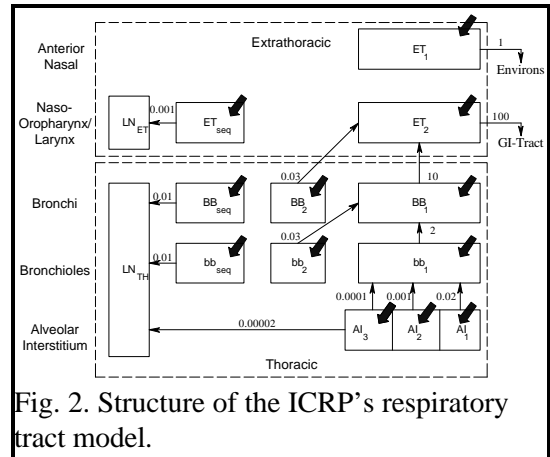 Extrathoracic
Anterior
Nasal
ET1
1
Environs
Naso-
Oropharynx/
Larynx
LNET
0.001
ETseq
ET2
100
GI-Tract
0.03
10
Bronchi
0.01
BBseq
BB2
BB1
0.03
2
Bronchioles
LNTH
0.01
bbseq
bb2
bb1
0.0001
0.001
0.02
Alveolar
Interstitium
0.00002
AI3
AI2
AI1
Thoracic
Fig. 2. Structure of the ICRP's respiratory
tract model.